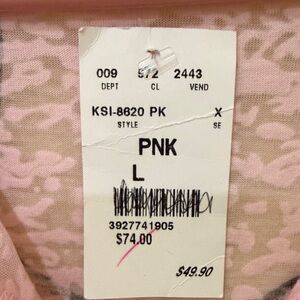 009 572 2443
DEPT CL VEND
KSI-8620 PK X
STYLE SE
PNK
L
3927741905
$74.00
$49.90